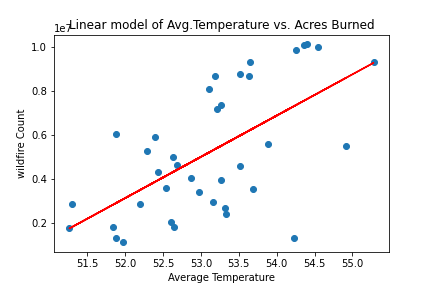 Linear model of Avg.Temperature vs. Acres Burned
1e7
1.0
0.8
0.6
0.4
0.2
wildfire Count
51.5 52.0 52.5 53.0 53.5 54.0 54.5 55.0
Average Temperature